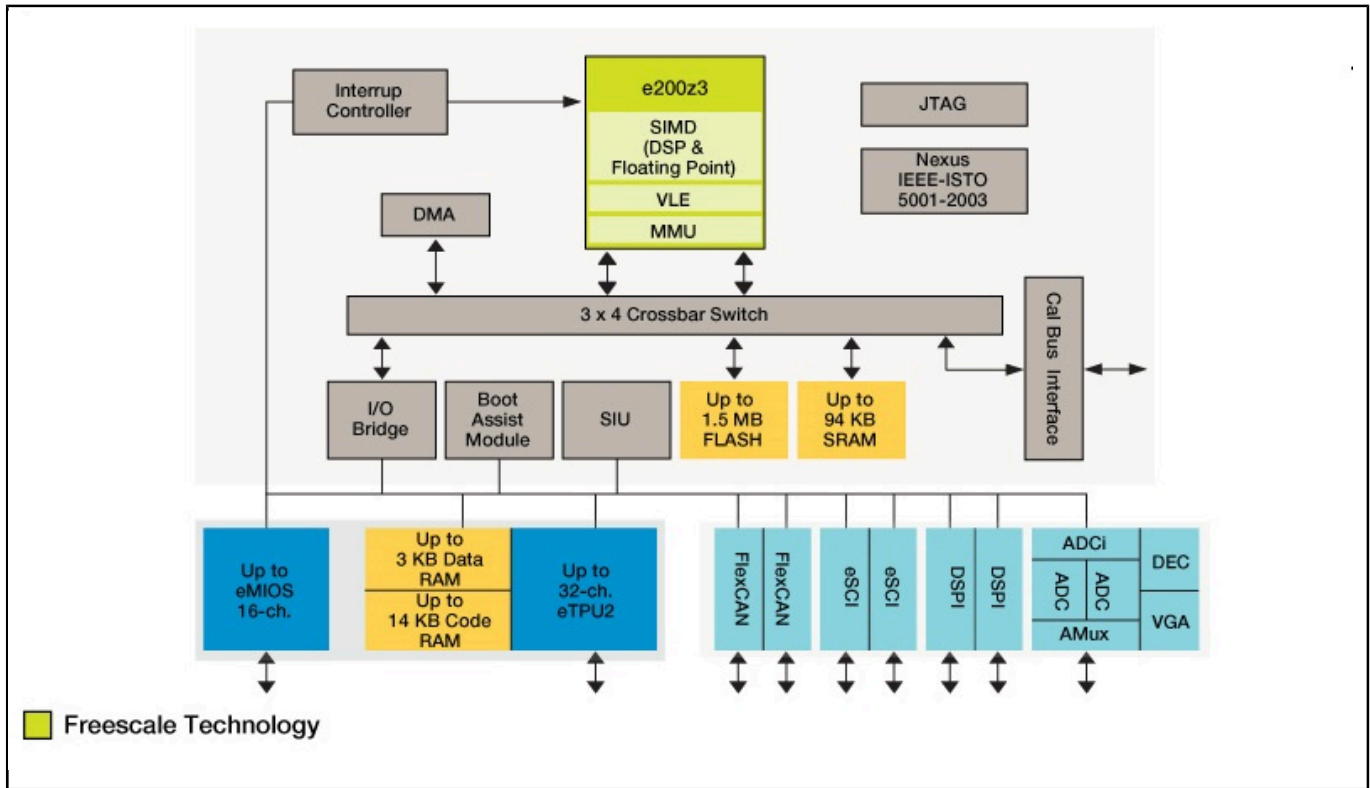 Interrup
Controller
e200z3
SIMD
(DSP &
Floating Point)
VLE
MMU
JTAG
Nexus
IEEE-ISTO
5001-2003
DMA
3 x 4 Crossbar Switch
Cal Bus Interface
I/O
Bridge
Boot
Assist
Module
SIU
Up to
1.5 MB
FLASH
Up to
94 KB
SRAM
Up to
eMIOS
16-ch.
Up to
3 KB Data
RAM
Up to
14 KB Code
RAM
Up to
32-ch.
eTPU2
FlexCAN
FlexCAN
eSCI
eSCI
DSPI
DSPI
ADCi
ADC
ADC
AMux
DEC
VGA
Freescale Technology